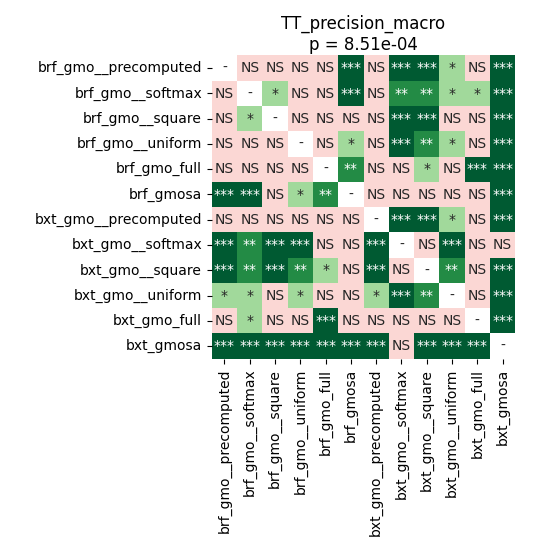 TT_precision_macro
p = 8.51e-04
brf_gmo__precomputed - NS NS NS NS *** NS *** *** * NS ***
brf_gmo__softmax NS - * NS NS *** NS ** ** * * ***
brf_gmo__square NS * - NS NS NS NS *** *** NS NS ***
brf_gmo__uniform NS NS NS - NS * NS *** ** * NS ***
brf_gmo_full NS NS NS NS - ** NS NS * NS *** ***
brf_gmosa *** *** NS * ** - NS NS NS NS NS ***
bxt_gmo__precomputed NS NS NS NS NS NS - *** *** * NS ***
bxt_gmo__softmax *** ** *** *** NS NS *** - NS *** NS NS
bxt_gmo__square *** ** *** ** * NS *** NS - ** NS ***
bxt_gmo__uniform * * NS * NS NS * *** ** - NS ***
bxt_gmo_full NS * NS NS *** NS NS NS NS NS - ***
bxt_gmosa *** *** *** *** *** *** *** NS *** *** *** -
brf_gmo__precomputed
brf_gmo__softmax
brf_gmo__square
brf_gmo__uniform
brf_gmo_full
brf_gmosa
bxt_gmo__precomputed
bxt_gmo__softmax
bxt_gmo__square
bxt_gmo__uniform
bxt_gmo_full
bxt_gmosa